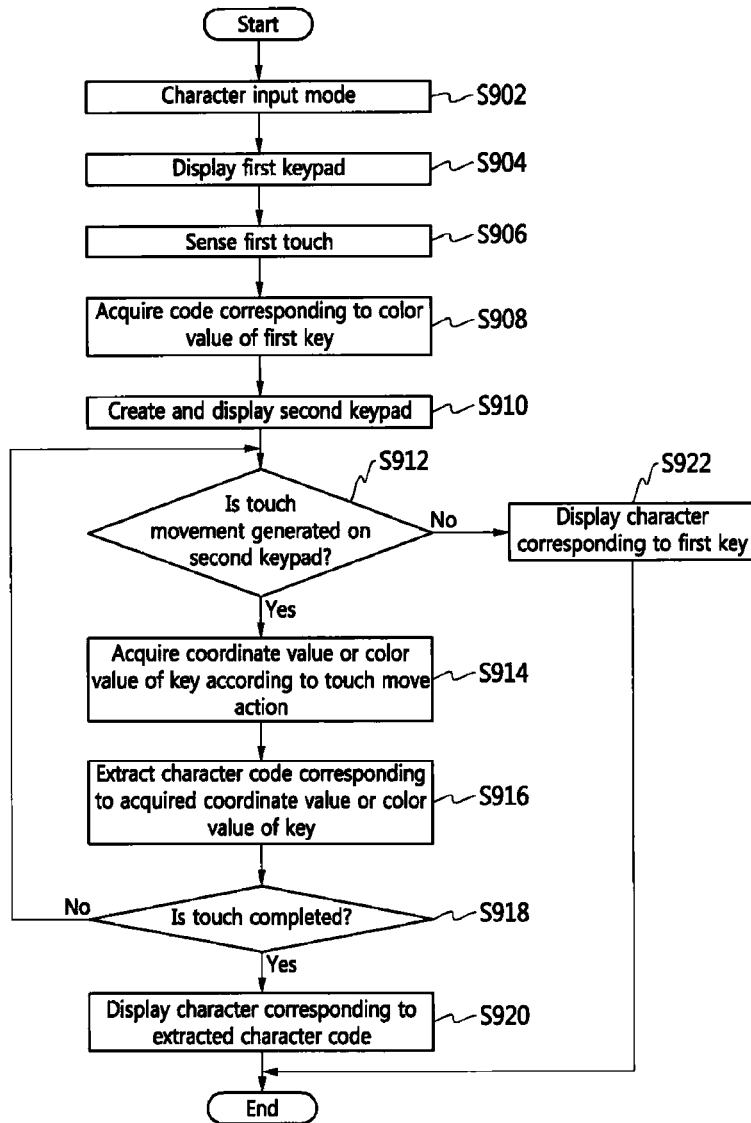 Start
Character input mode
S902
Display first keypad
S904
Sense first touch
S906
Acquire code corresponding to color
value of first key
S908
Create and display second keypad
S910
S912
Is touch
movement generated on
second keypad?
No
Yes
S922
Display character
corresponding to first key
Acquire coordinate value or color
value of key according to touch move
action
S914
Extract character code corresponding
to acquired coordinate value or color
value of key
S916
No
Is touch completed?
S918
Yes
Display character corresponding to
extracted character code
S920
End